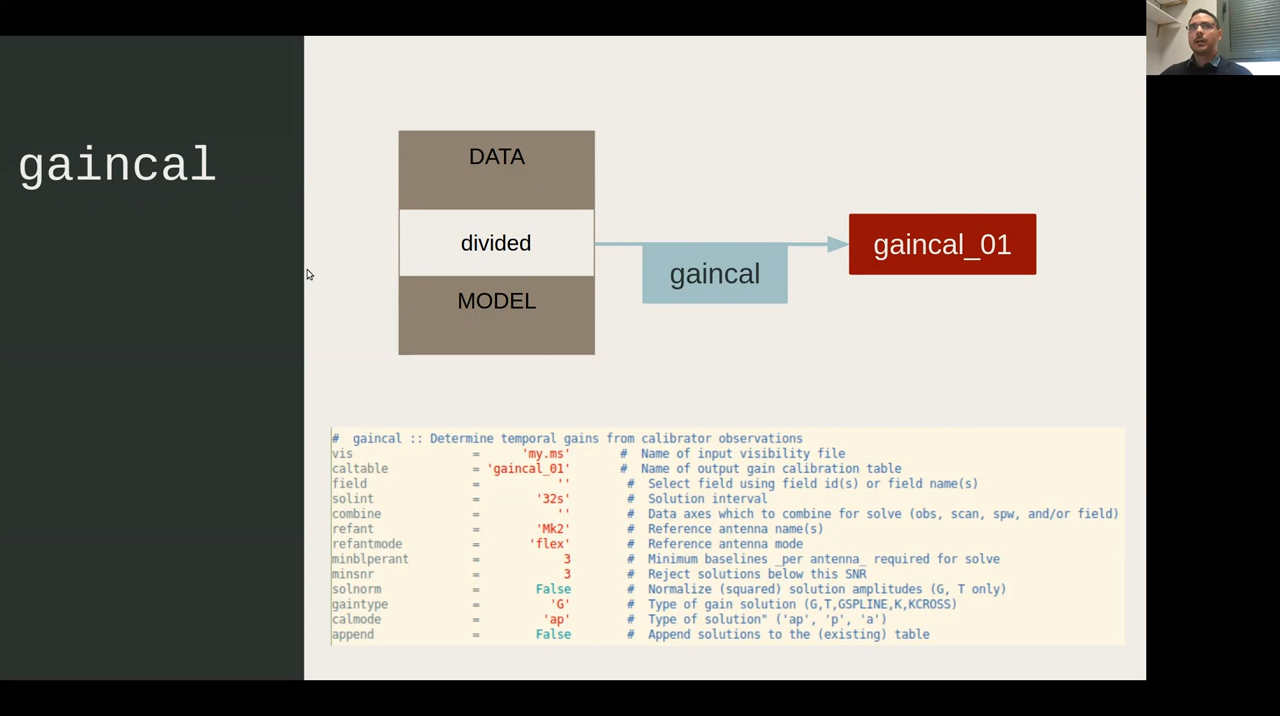 gaincal
DATA
divided
MODEL
gaincal
gaincal_01
# gaincal :: Determine temporal gains from calibrator observations
vis = 'my.ms' # Name of input visibility file
caltable = 'gaincal_01' # Name of output gain calibration table
field = '' # Select field using field id(s) or field name(s)
solint = '32s' # Solution interval
combine = '' # Data axes which to combine for solve (obs, scan, spw, and/or field)
refant = 'Mk2' # Reference antenna name(s)
refantmode = 'flex' # Reference antenna mode
minblperant = 3 # Minimum baselines _per antenna_ required for solve
minsnr = 3 # Reject solutions below this SNR
solnorm = False # Normalize (squared) solution amplitudes (G, T only)
gaintype = 'G' # Type of gain solution (G,T,GSPLINE,K,KCROSS)
calmode = 'ap' # Type of solution" ('ap', 'p', 'a')
append = False # Append solutions to the (existing) table